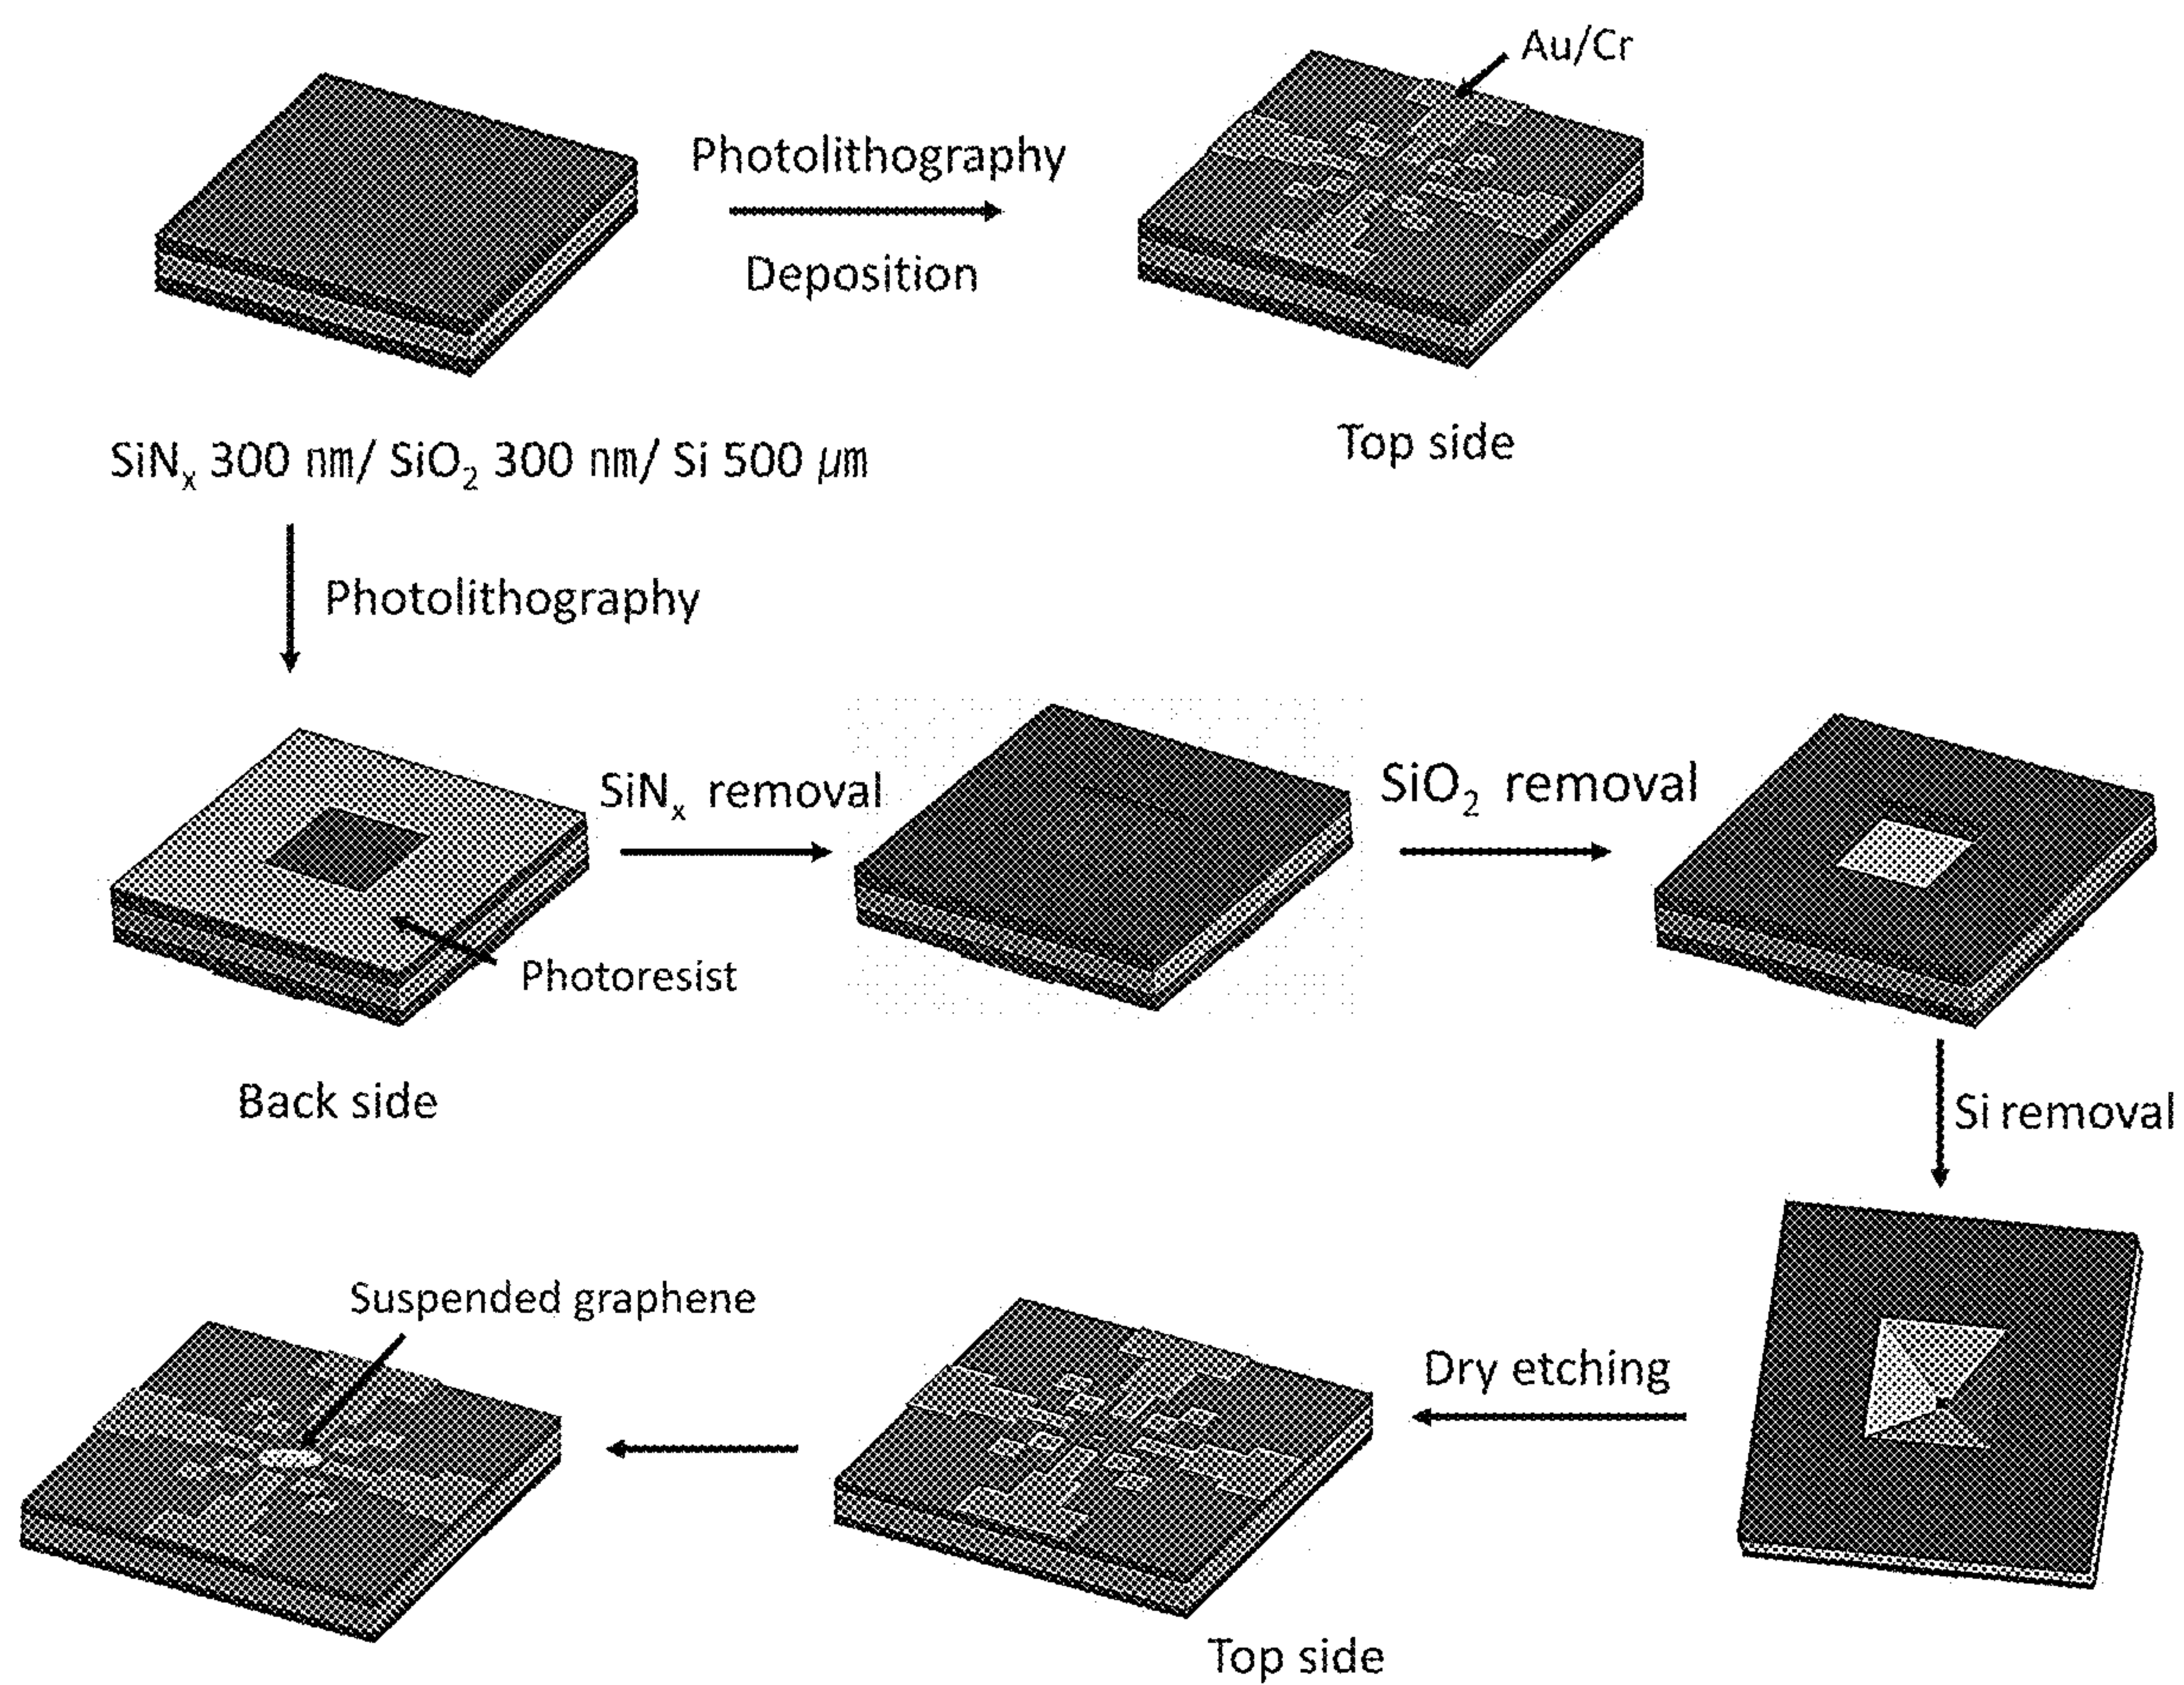 Au/Cr
Photolithography
Deposition
SiNₓ 300 nm/ SiO₂ 300 nm/ Si 500 μm
Top side
Photolithography
SiNₓ removal
SiO₂ removal
Photoresist
Back side
Si removal
Suspended graphene
Dry etching
Top side